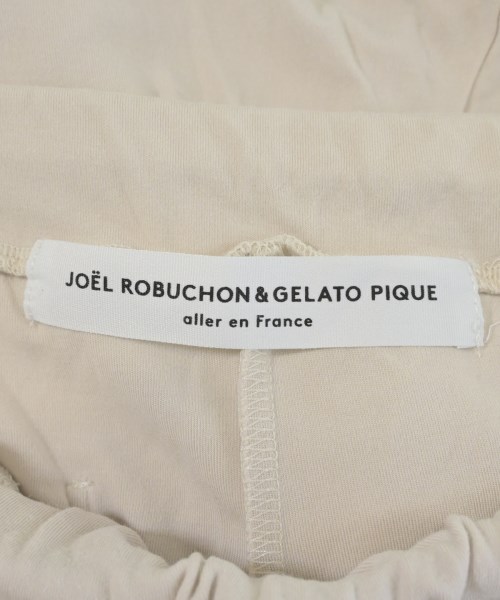 JOËL ROBUCHON & GELATO PIQUE
aller en France